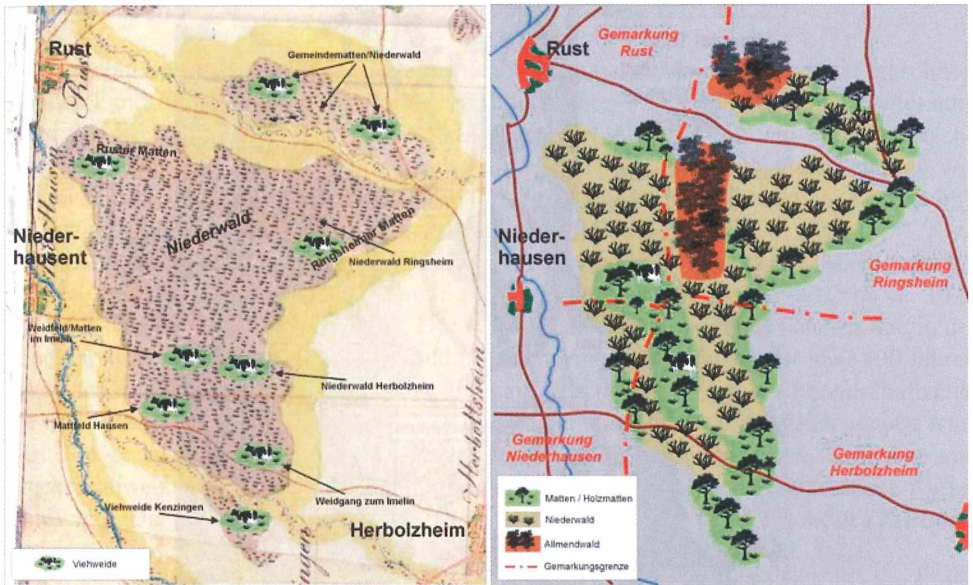 Rust
Rust
Gemeindematten/Niederwald
Ruster Matten
Hausen
Niederwald
Ringsheimer Matten
Niederwald Ringsheim
Nieder-
hausent
Weidfeld/Matten
im Imelin
Niederwald Herbolzheim
Mattfeld Hausen
Weidgang zum Imelin
Viehweide Kenzingen
Herbolzheim
Viehweide
Rust
Gemarkung
Rust
Nieder-
hausen
Gemarkung
Ringsheim
Gemarkung
Niederhausen
Gemarkung
Herbolzheim
Matten / Holzmatten
Niederwald
Allmendwald
Gemarkungsgrenze